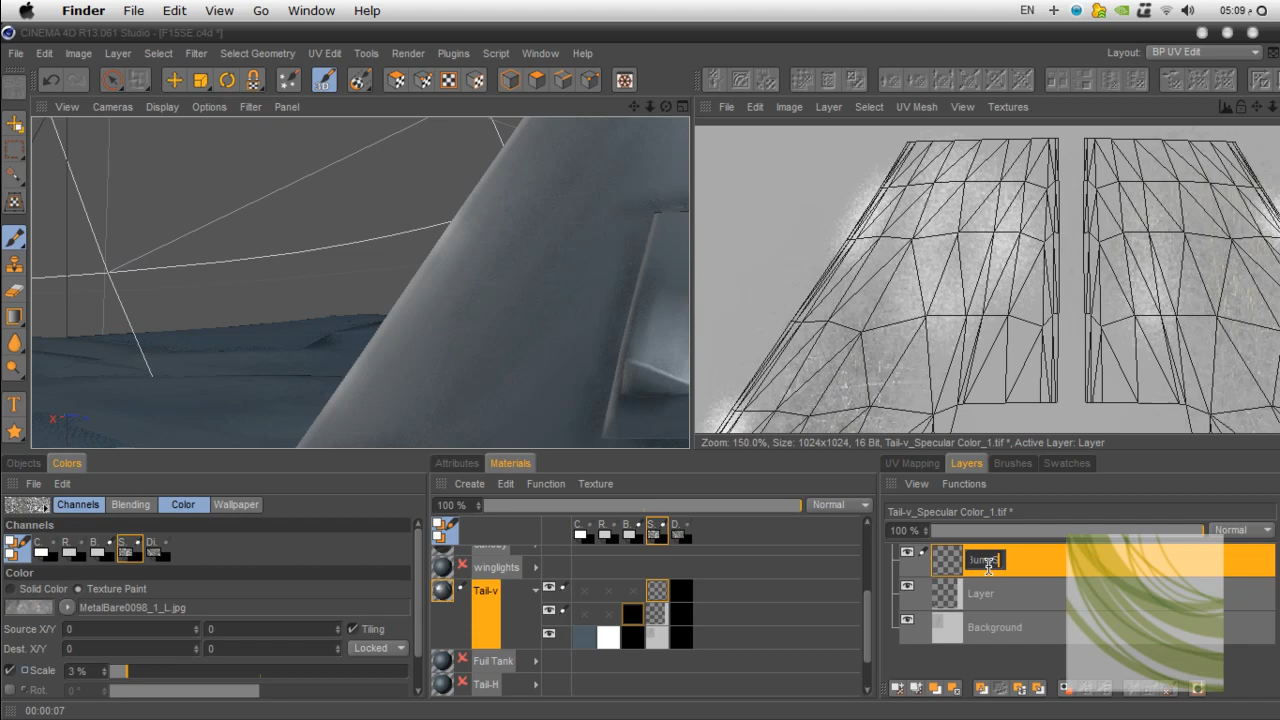 Finder File Edit View Go Window Help EN 05:09 م
CINEMA 4D R13.061 Studio - [F15SE.c4d *]
File Edit Image Layer Select Filter Select Geometry UV Edit Tools Render Plugins Script Window Help Layout: BP UV Edit
3D
View Cameras Display Options Filter Panel
File Edit Image Layer Select UV Mesh View Textures
X
T
Zoom: 150.0%, Size: 1024x1024, 16 Bit, Tail-v_Specular Color_1.tif *, Active Layer: Layer
Objects Colors
Attributes Materials
UV Mapping Layers Brushes Swatches
File Edit
Create Edit Function Texture
View Functions
Channels Blending Color Wallpaper
100 % Normal
Tail-v_Specular Color_1.tif *
Channels
C. R. B. S. D.
100 % Normal
C. R. B. S. Di.
winglights
Color
Solid Color Texture Paint
Tail-v
Layer
MetalBare0098_1_L.jpg
Source X/Y 0 0 Tiling
Background
Dest. X/Y 0 0 Locked
Full Tank
Scale 3 %
Tail-H
Rot. 0 °
00:00:07